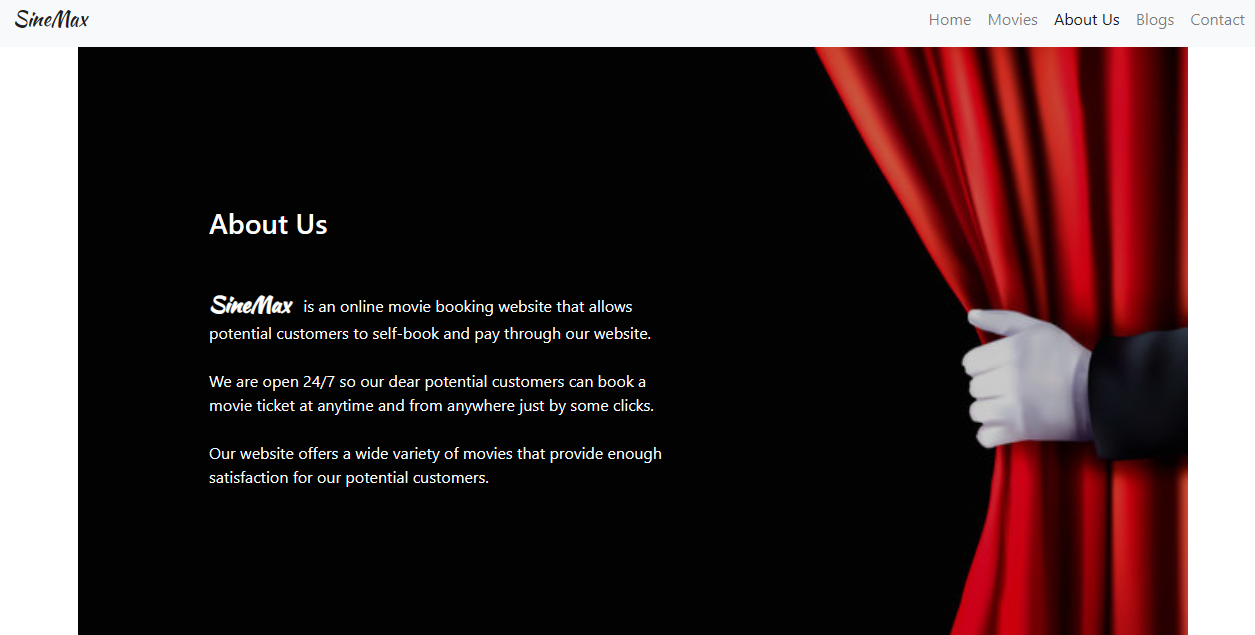 SineMax
Home Movies About Us Blogs Contact
About Us
SineMax is an online movie booking website that allows
potential customers to self-book and pay through our website.
We are open 24/7 so our dear potential customers can book a
movie ticket at anytime and from anywhere just by some clicks.
Our website offers a wide variety of movies that provide enough
satisfaction for our potential customers.